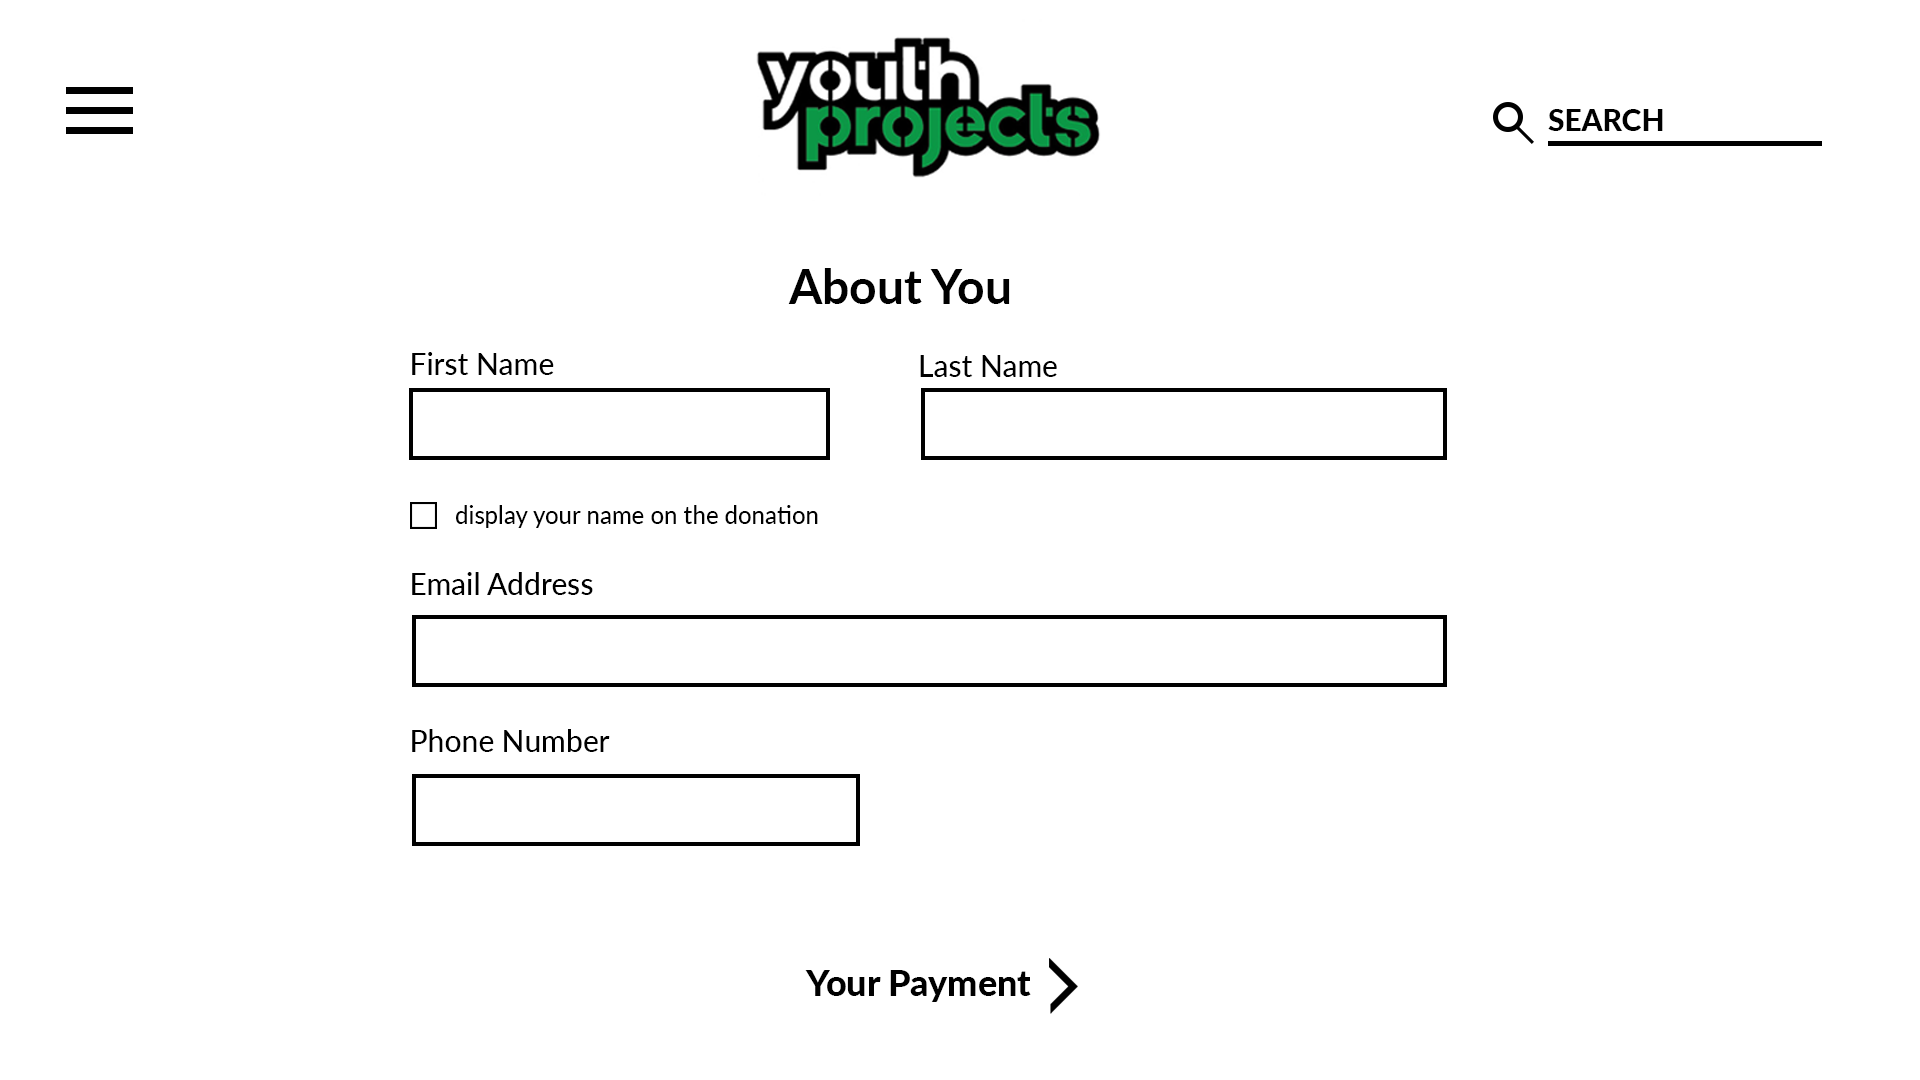 youth
projects
SEARCH
About You
First Name
Last Name
display your name on the donation
Email Address
Phone Number
Your Payment